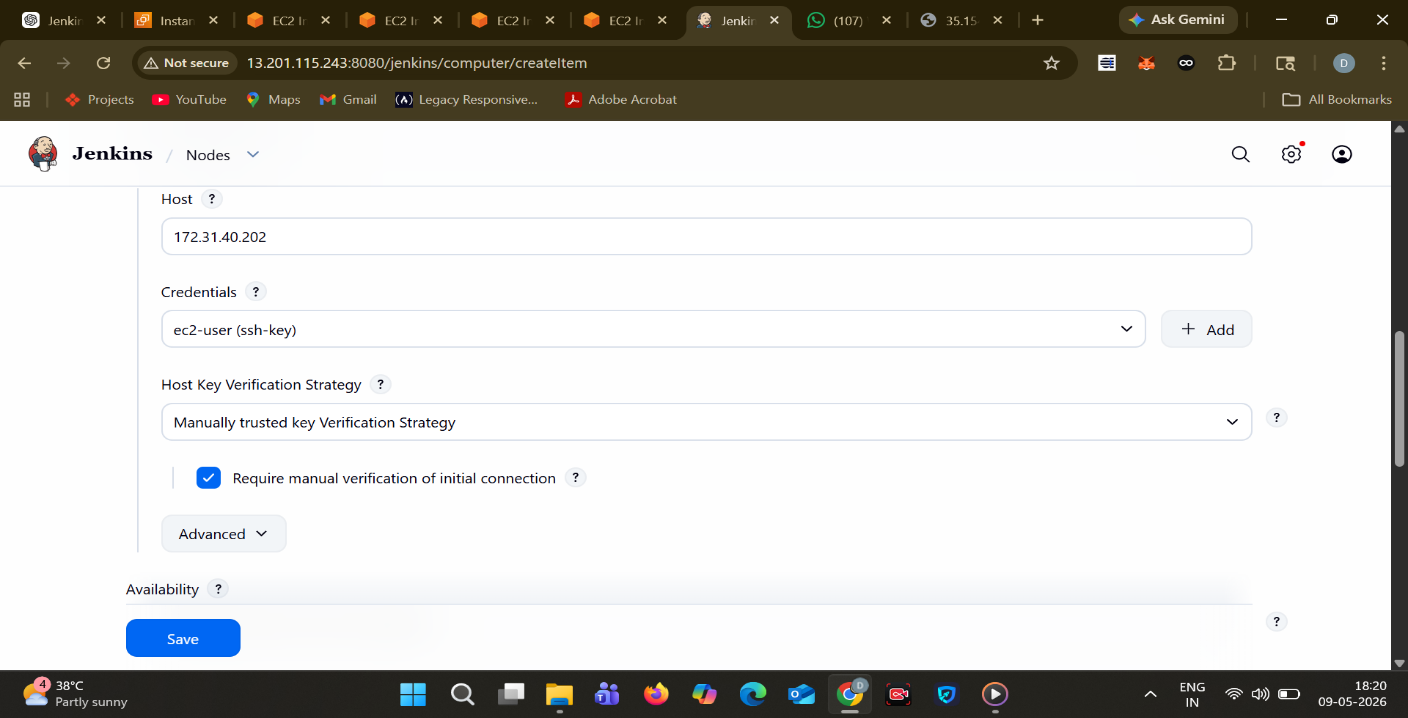 Jenkin
Instan
EC2 In
EC2 In
EC2 In
EC2 In
Jenkin
(107)
35.15
Ask Gemini
Not secure
13.201.115.243:8080/jenkins/computer/createItem
D
Projects
YouTube
Maps
Gmail
Legacy Responsive...
Adobe Acrobat
All Bookmarks
Jenkins / Nodes
Host ?
172.31.40.202
Credentials ?
ec2-user (ssh-key)
+ Add
Host Key Verification Strategy ?
Manually trusted key Verification Strategy
?
Require manual verification of initial connection ?
Advanced
Availability ?
?
Save
4
38°C
Partly sunny
D
ENG
IN
18:20
09-05-2026